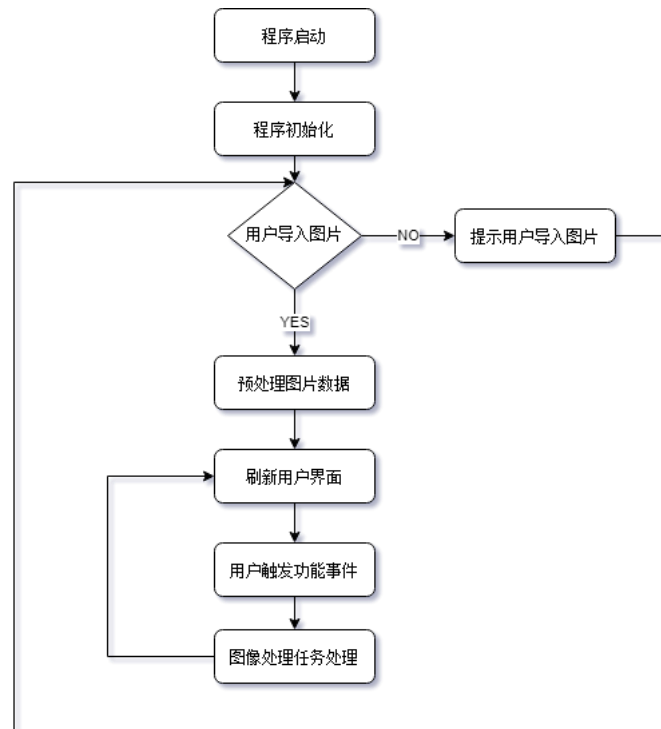 程序启动
程序初始化
用户导入图片
NO
提示用户导入图片
YES
预处理图片数据
刷新用户界面
用户触发功能事件
图像处理任务处理